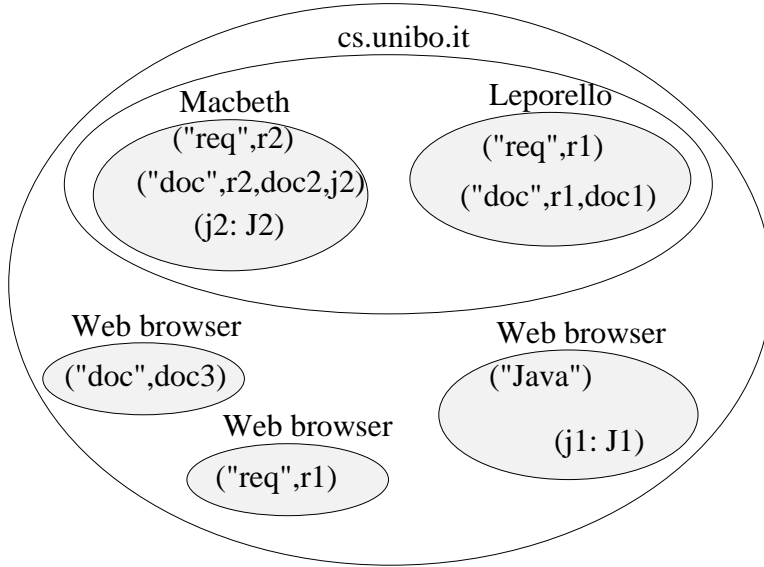 cs.unibo.it
Macbeth
("req",r2)
("doc",r2,doc2,j2)
(j2: J2)
Leporello
("req",r1)
("doc",r1,doc1)
Web browser
("doc",doc3)
Web browser
("req",r1)
Web browser
("Java")
(j1: J1)